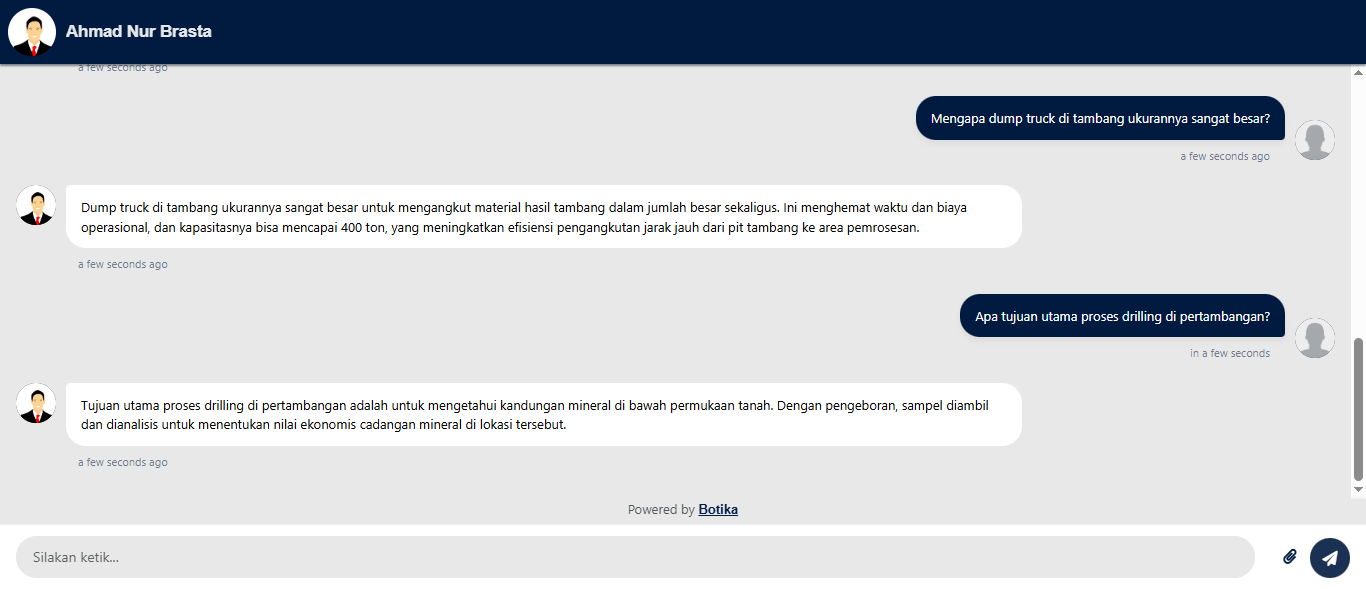 Ahmad Nur Brasta
a few seconds ago
Mengapa dump truck di tambang ukurannya sangat besar?
a few seconds ago
Dump truck di tambang ukurannya sangat besar untuk mengangkut material hasil tambang dalam jumlah besar sekaligus. Ini menghemat waktu dan biaya
operasional, dan kapasitasnya bisa mencapai 400 ton, yang meningkatkan efisiensi pengangkutan jarak jauh dari pit tambang ke area pemrosesan.
a few seconds ago
Apa tujuan utama proses drilling di pertambangan?
in a few seconds
Tujuan utama proses drilling di pertambangan adalah untuk mengetahui kandungan mineral di bawah permukaan tanah. Dengan pengeboran, sampel diambil
dan dianalisis untuk menentukan nilai ekonomis cadangan mineral di lokasi tersebut.
a few seconds ago
Powered by Botika
Silakan ketik...